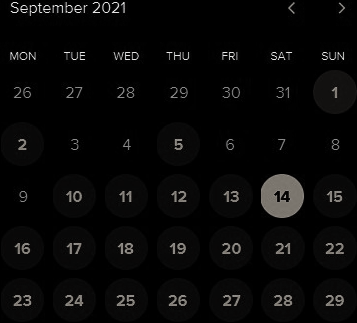 September 2021
MON TUE WED THU FRI SAT SUN
26 27 28 29 30 31 1
2 3 4 5 6 7 8
9 10 11 12 13 14 15
16 17 18 19 20 21 22
23 24 25 26 27 28 29